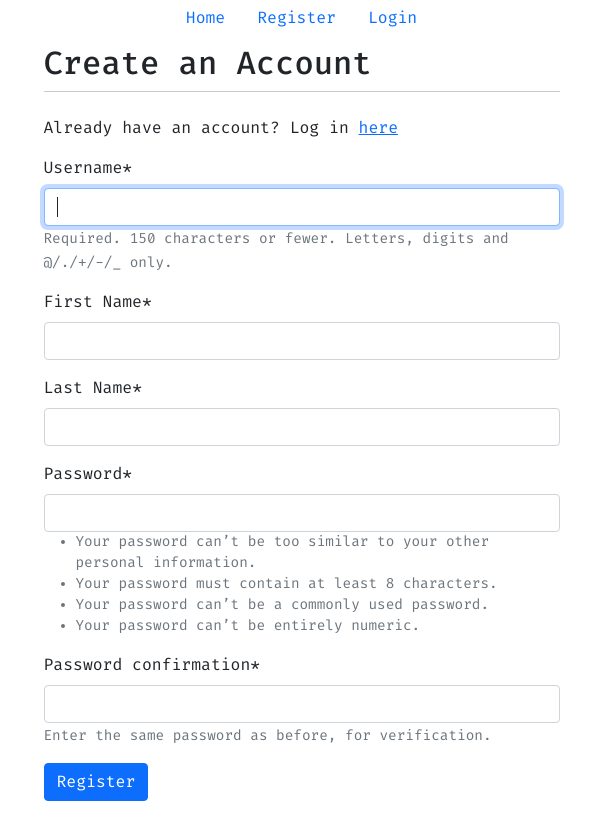 Home Register Login
Create an Account
Already have an account? Log in here
Username*
Required. 150 characters or fewer. Letters, digits and
@/./+/-/_ only.
First Name*
Last Name*
Password*
• Your password can’t be too similar to your other
personal information.
• Your password must contain at least 8 characters.
• Your password can’t be a commonly used password.
• Your password can’t be entirely numeric.
Password confirmation*
Enter the same password as before, for verification.
Register